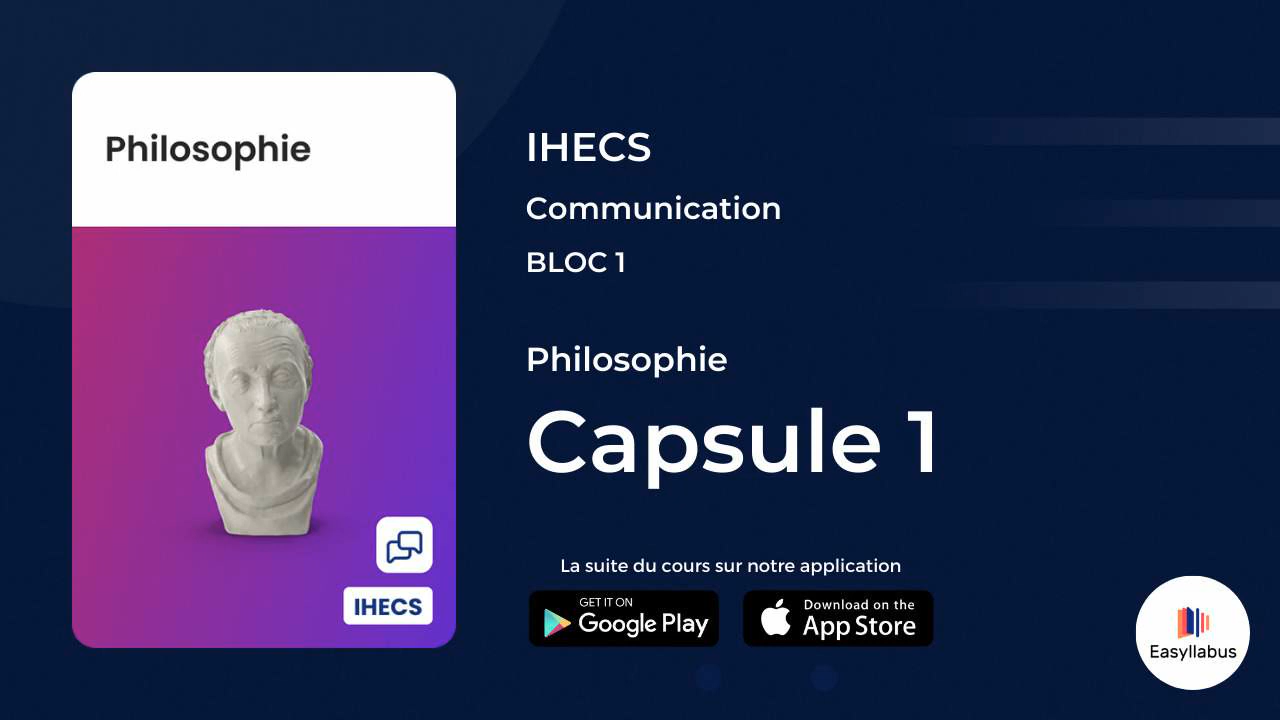 Philosophie
IHECS
IHECS
Communication
BLOC 1
Philosophie
Capsule 1
La suite du cours sur notre application
GET IT ON
Google Play
Download on the
App Store
Easyllabus